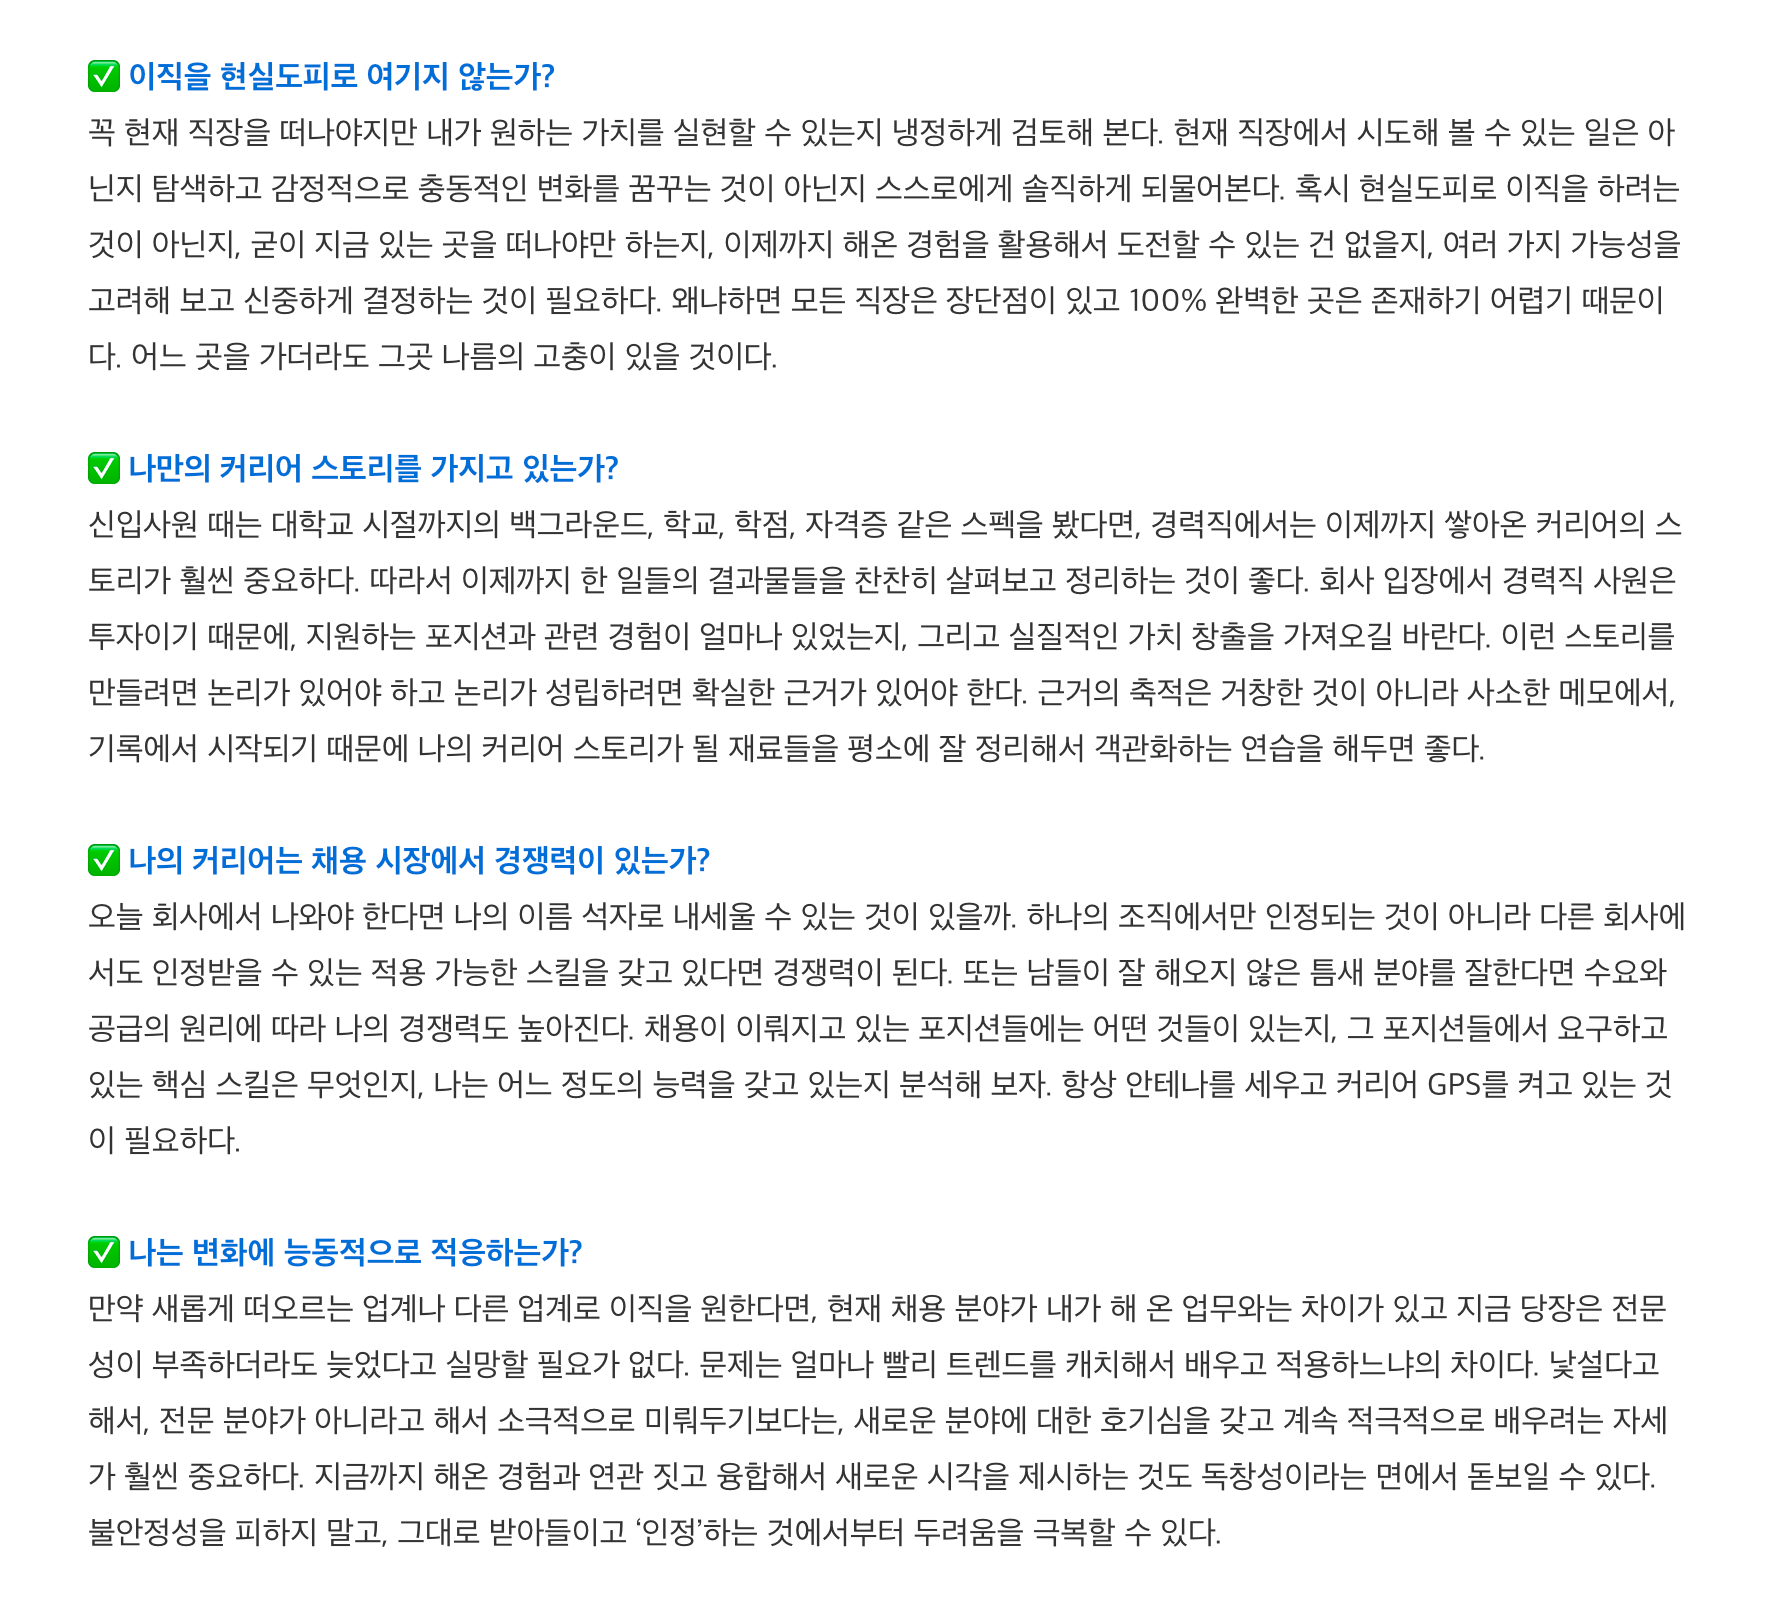 ✅ 이직을 현실도피로 여기지 않는가?
꼭 현재 직장을 떠나야지만 내가 원하는 가치를 실현할 수 있는지 냉정하게 검토해 본다. 현재 직장에서 시도해 볼 수 있는 일은 아
닌지 탐색하고 감정적으로 충동적인 변화를 꿈꾸는 것이 아닌지 스스로에게 솔직하게 되물어본다. 혹시 현실도피로 이직을 하려는
것이 아닌지, 굳이 지금 있는 곳을 떠나야만 하는지, 이제까지 해온 경험을 활용해서 도전할 수 있는 건 없을지, 여러 가지 가능성을
고려해 보고 신중하게 결정하는 것이 필요하다. 왜냐하면 모든 직장은 장단점이 있고 100% 완벽한 곳은 존재하기 어렵기 때문이
다. 어느 곳을 가더라도 그곳 나름의 고충이 있을 것이다.
✅ 나만의 커리어 스토리를 가지고 있는가?
신입사원 때는 대학교 시절까지의 백그라운드, 학교, 학점, 자격증 같은 스펙을 봤다면, 경력직에서는 이제까지 쌓아온 커리어의 스
토리가 훨씬 중요하다. 따라서 이제까지 한 일들의 결과물들을 찬찬히 살펴보고 정리하는 것이 좋다. 회사 입장에서 경력직 사원은
투자이기 때문에, 지원하는 포지션과 관련 경험이 얼마나 있었는지, 그리고 실질적인 가치 창출을 가져오길 바란다. 이런 스토리를
만들려면 논리가 있어야 하고 논리가 성립하려면 확실한 근거가 있어야 한다. 근거의 축적은 거창한 것이 아니라 사소한 메모에서,
기록에서 시작되기 때문에 나의 커리어 스토리가 될 재료들을 평소에 잘 정리해서 객관화하는 연습을 해두면 좋다.
✅ 나의 커리어는 채용 시장에서 경쟁력이 있는가?
오늘 회사에서 나와야 한다면 나의 이름 석자로 내세울 수 있는 것이 있을까. 하나의 조직에서만 인정되는 것이 아니라 다른 회사에
서도 인정받을 수 있는 적용 가능한 스킬을 갖고 있다면 경쟁력이 된다. 또는 남들이 잘 해오지 않은 틈새 분야를 잘한다면 수요와
공급의 원리에 따라 나의 경쟁력도 높아진다. 채용이 이뤄지고 있는 포지션들에는 어떤 것들이 있는지, 그 포지션들에서 요구하고
있는 핵심 스킬은 무엇인지, 나는 어느 정도의 능력을 갖고 있는지 분석해 보자. 항상 안테나를 세우고 커리어 GPS를 켜고 있는 것
이 필요하다.
✅ 나는 변화에 능동적으로 적응하는가?
만약 새롭게 떠오르는 업계나 다른 업계로 이직을 원한다면, 현재 채용 분야가 내가 해 온 업무와는 차이가 있고 지금 당장은 전문
성이 부족하더라도 늦었다고 실망할 필요가 없다. 문제는 얼마나 빨리 트렌드를 캐치해서 배우고 적용하느냐의 차이다. 낯설다고
해서, 전문 분야가 아니라고 해서 소극적으로 미뤄두기보다는, 새로운 분야에 대한 호기심을 갖고 계속 적극적으로 배우려는 자세
가 훨씬 중요하다. 지금까지 해온 경험과 연관 짓고 융합해서 새로운 시각을 제시하는 것도 독창성이라는 면에서 돋보일 수 있다.
불안정성을 피하지 말고, 그대로 받아들이고 ‘인정’하는 것에서부터 두려움을 극복할 수 있다.